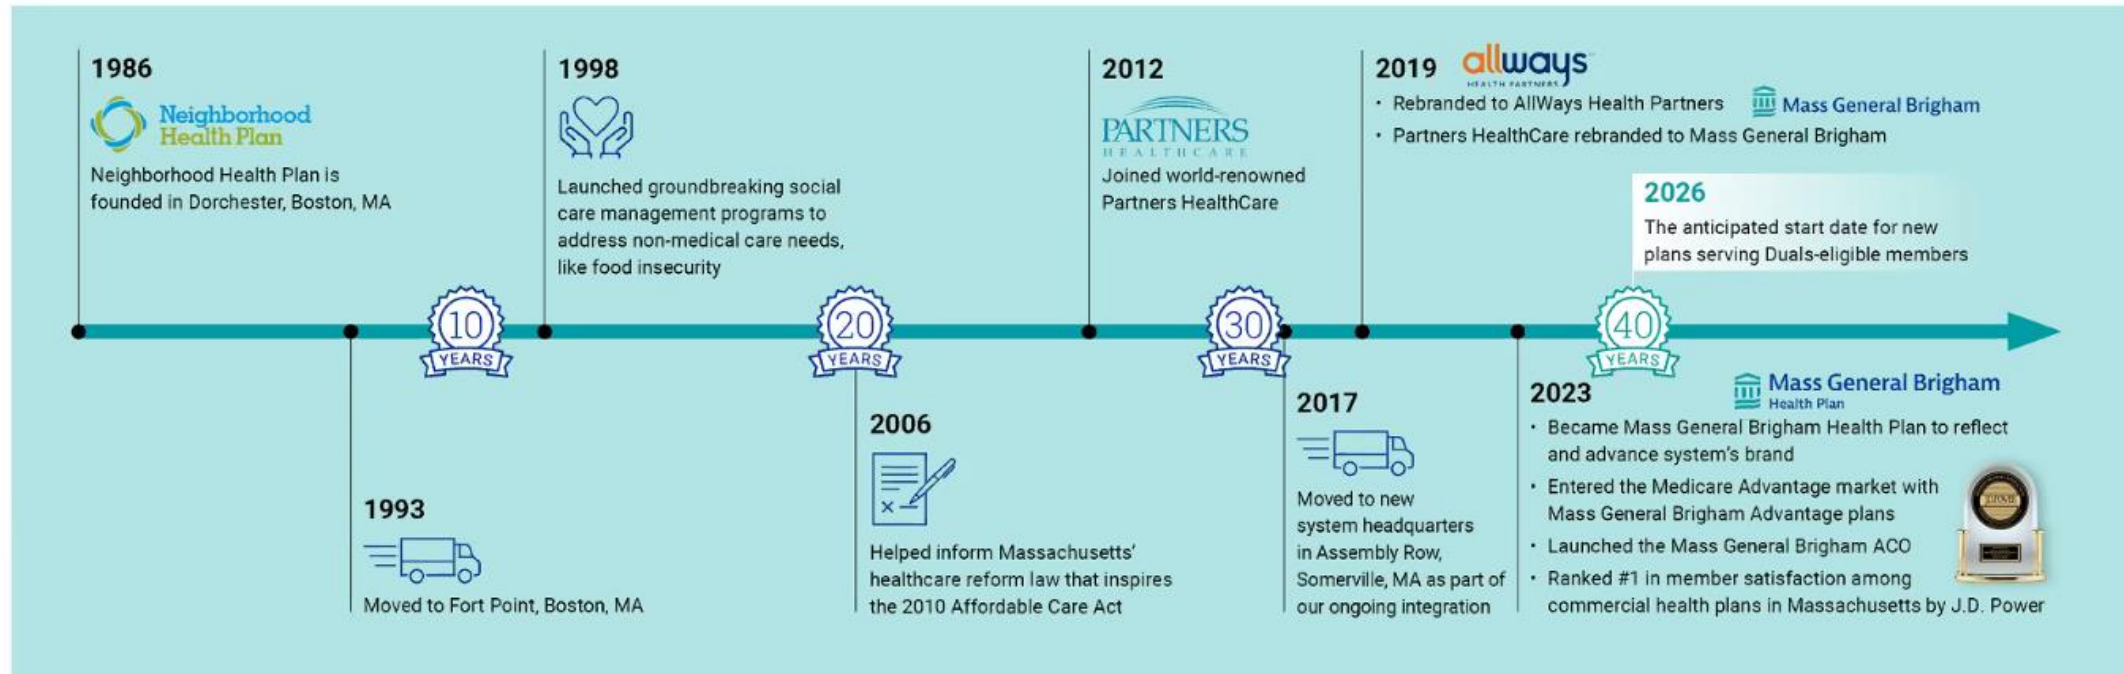 1986
Neighborhood
Health Plan
Neighborhood Health Plan is
founded in Dorchester, Boston, MA
1993
Moved to Fort Point, Boston, MA
10
YEARS
1998
Launched groundbreaking social
care management programs to
address non-medical care needs,
like food insecurity
20
YEARS
2006
x
Helped inform Massachusetts’
healthcare reform law that inspires
the 2010 Affordable Care Act
2012
PARTNERS
HEALTHCARE
Joined world-renowned
Partners HealthCare
30
YEARS
2017
Moved to new
system headquarters
in Assembly Row,
Somerville, MA as part of
our ongoing integration
2019
allways
HEALTH PARTNERS
• Rebranded to AllWays Health Partners
Mass General Brigham
• Partners HealthCare rebranded to Mass General Brigham
2023
Mass General Brigham
Health Plan
• Became Mass General Brigham Health Plan to reflect
and advance system’s brand
• Entered the Medicare Advantage market with
Mass General Brigham Advantage plans
• Launched the Mass General Brigham ACO
• Ranked #1 in member satisfaction among
commercial health plans in Massachusetts by J.D. Power
J.D. POWER
40
YEARS
2026
The anticipated start date for new
plans serving Duals-eligible members